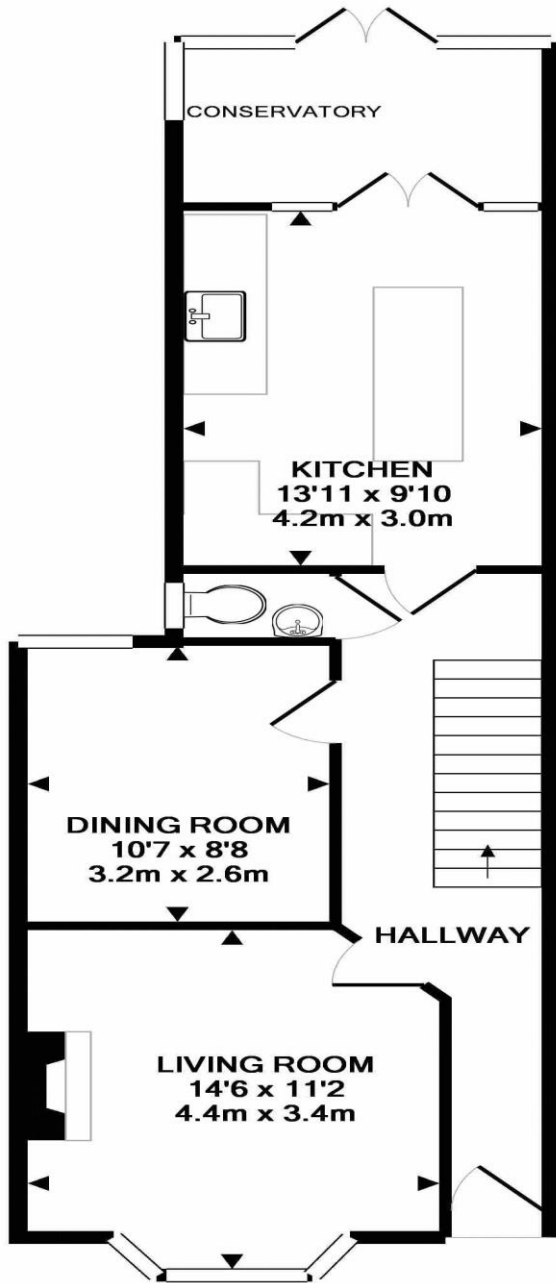 CONSERVATORY
KITCHEN
13'11 x 9'10
4.2m x 3.0m
DINING ROOM
10'7 x 8'8
3.2m x 2.6m
HALLWAY
LIVING ROOM
14'6 x 11'2
4.4m x 3.4m